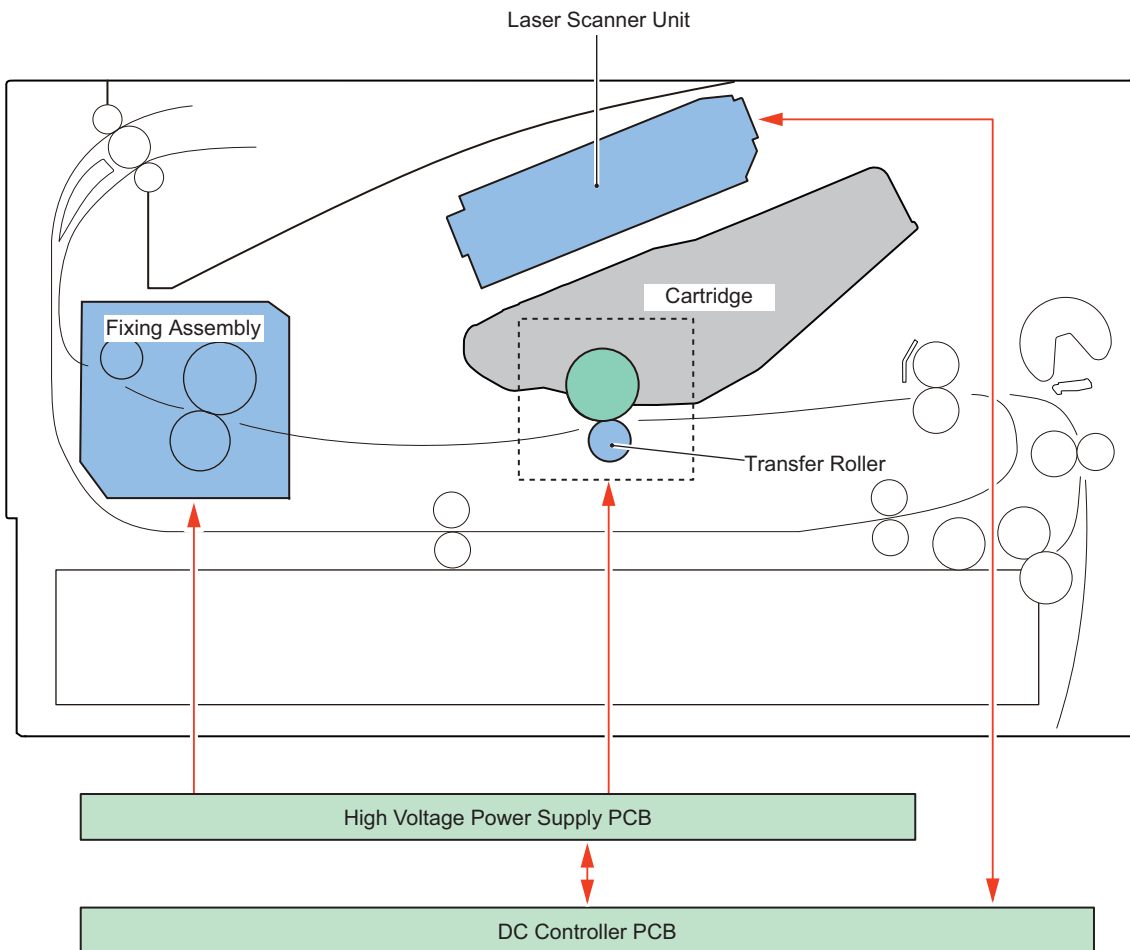 Laser Scanner Unit
Cartridge
Fixing Assembly
Transfer Roller
High Voltage Power Supply PCB
DC Controller PCB